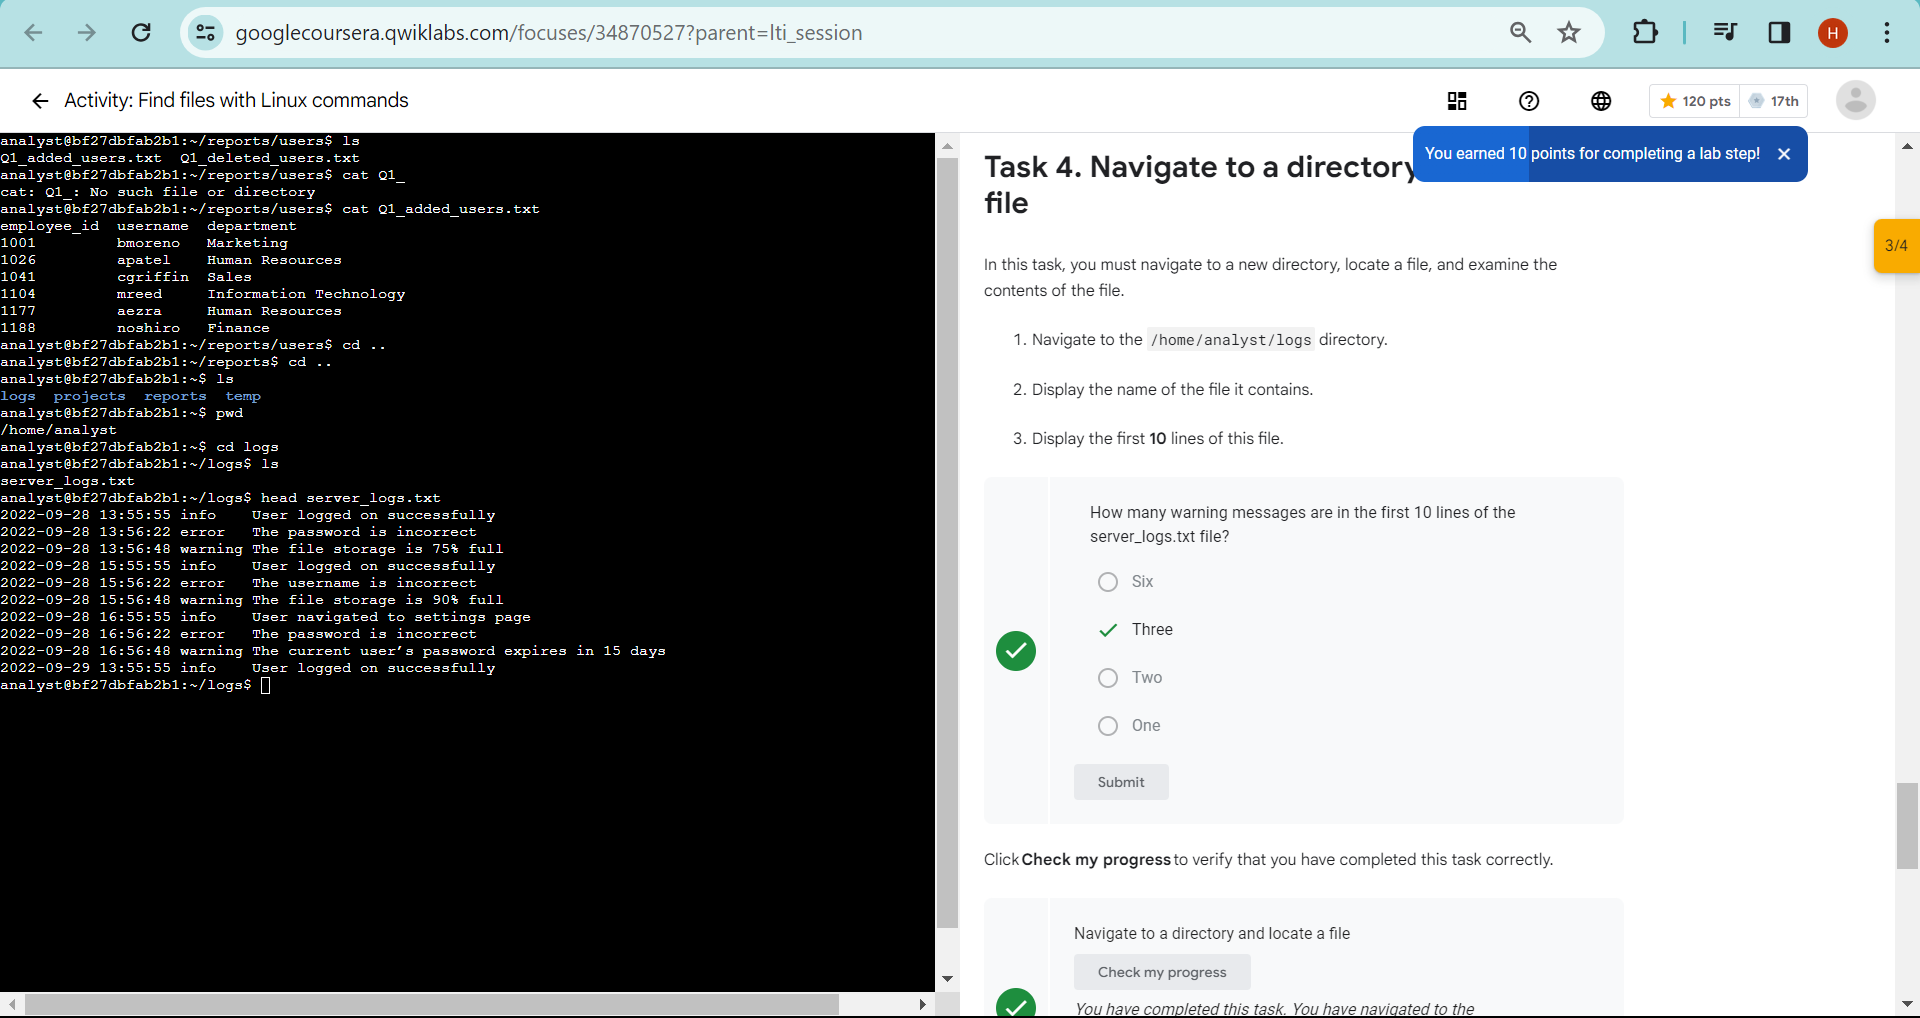 googlecoursera.qwiklabs.com/focuses/34870527?parent=lti_session
H
Activity: Find files with Linux commands
120 pts
17th
You earned 10 points for completing a lab step!
3/4
analyst@bf27dbfab2b1:~/reports/users$ ls
Q1_added_users.txt  Q1_deleted_users.txt
analyst@bf27dbfab2b1:~/reports/users$ cat Q1_
cat: Q1_: No such file or directory
analyst@bf27dbfab2b1:~/reports/users$ cat Q1_added_users.txt
employee_id  username  department
1001         bmoreno   Marketing
1026         apatel    Human Resources
1041         cgriffin  Sales
1104         mreed     Information Technology
1177         aezra     Human Resources
1188         noshiro   Finance
analyst@bf27dbfab2b1:~/reports/users$ cd ..
analyst@bf27dbfab2b1:~/reports$ cd ..
analyst@bf27dbfab2b1:~$ ls
logs  projects  reports  temp
analyst@bf27dbfab2b1:~$ pwd
/home/analyst
analyst@bf27dbfab2b1:~$ cd logs
analyst@bf27dbfab2b1:~/logs$ ls
server_logs.txt
analyst@bf27dbfab2b1:~/logs$ head server_logs.txt
2022-09-28 13:55:55 info    User logged on successfully
2022-09-28 13:56:22 error   The password is incorrect
2022-09-28 13:56:48 warning The file storage is 75% full
2022-09-28 15:55:55 info    User logged on successfully
2022-09-28 15:56:22 error   The username is incorrect
2022-09-28 15:56:48 warning The file storage is 90% full
2022-09-28 16:55:55 info    User navigated to settings page
2022-09-28 16:56:22 error   The password is incorrect
2022-09-28 16:56:48 warning The current user’s password expires in 15 days
2022-09-29 13:55:55 info    User logged on successfully
analyst@bf27dbfab2b1:~/logs$
Task 4. Navigate to a directory
file
In this task, you must navigate to a new directory, locate a file, and examine the
contents of the file.
1. Navigate to the /home/analyst/logs directory.
2. Display the name of the file it contains.
3. Display the first 10 lines of this file.
How many warning messages are in the first 10 lines of the
server_logs.txt file?
Six
Three
Two
One
Submit
Click Check my progress to verify that you have completed this task correctly.
Navigate to a directory and locate a file
Check my progress
You have completed this task. You have navigated to the